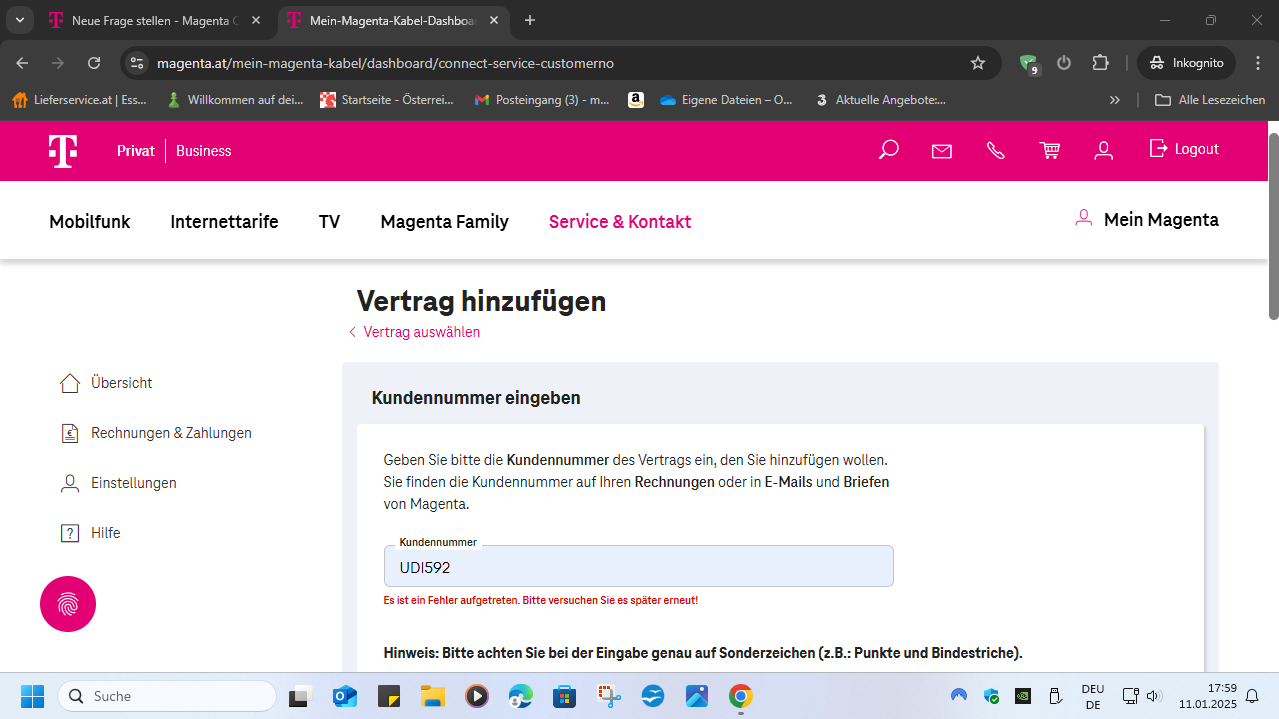 Neue Frage stellen - Magenta C
Mein-Magenta-Kabel-Dashboa
magenta.at/mein-magenta-kabel/dashboard/connect-service-customerno
9
Inkognito
Lieferservice.at | Ess...
Willkommen auf dei...
Startseite - Österrei...
Posteingang (3) - m...
Eigene Dateien – O...
Aktuelle Angebote:...
Alle Lesezeichen
T
Privat
Business
Logout
Mobilfunk
Internettarife
TV
Magenta Family
Service & Kontakt
Mein Magenta
Vertrag hinzufügen
Vertrag auswählen
Übersicht
Rechnungen & Zahlungen
Einstellungen
Hilfe
Kundennummer eingeben
Geben Sie bitte die Kundennummer des Vertrags ein, den Sie hinzufügen wollen.
Sie finden die Kundennummer auf Ihren Rechnungen oder in E-Mails und Briefen
von Magenta.
Kundennummer
UDI592
Es ist ein Fehler aufgetreten. Bitte versuchen Sie es später erneut!
Hinweis: Bitte achten Sie bei der Eingabe genau auf Sonderzeichen (z.B.: Punkte und Bindestriche).
Suche
DEU
DE
17:59
11.01.2025